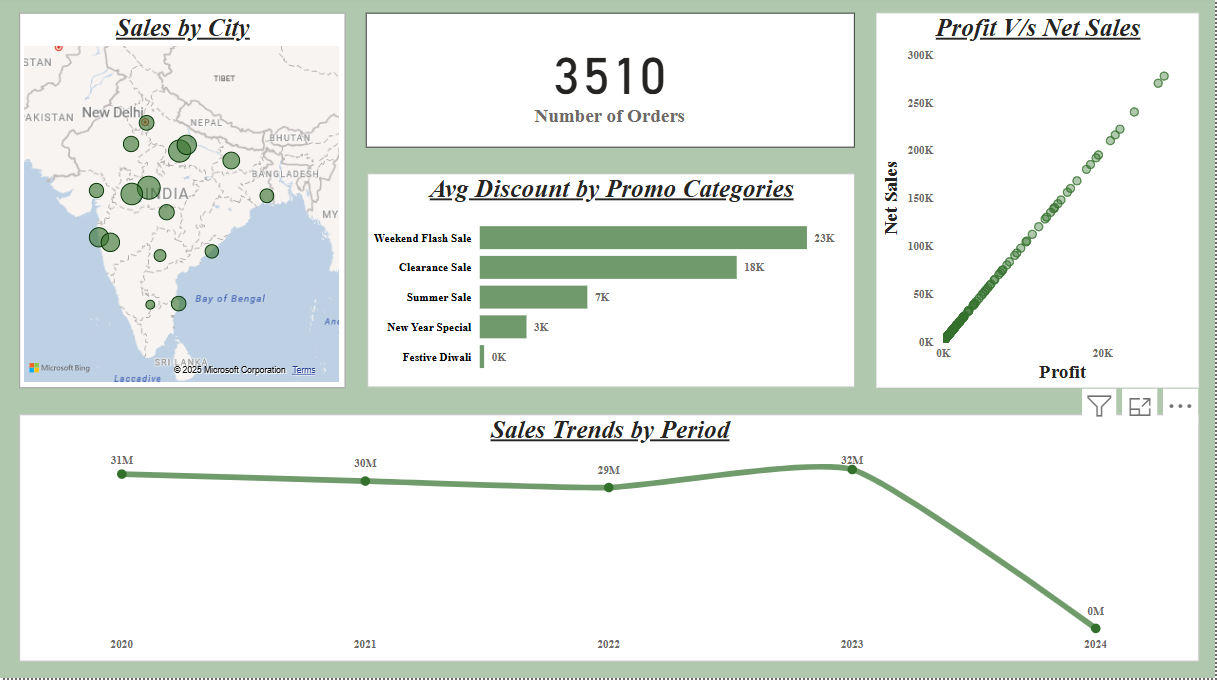 Sales by City
STAN
TIBET
New Delhi
AKISTAN
NEPAL
BHUTAN
BANGLADESH
INDIA
MY
Bay of Bengal
An
SRI LANKA
Microsoft Bing
© 2025 Microsoft Corporation Terms
Laccadive
3510
Number of Orders
Avg Discount by Promo Categories
Weekend Flash Sale 23K
Clearance Sale 18K
Summer Sale 7K
New Year Special 3K
Festive Diwali 0K
Profit V/s Net Sales
Net Sales
300K
250K
200K
150K
100K
50K
0K
0K 20K
Profit
Sales Trends by Period
31M 30M 29M 32M 0M
2020 2021 2022 2023 2024